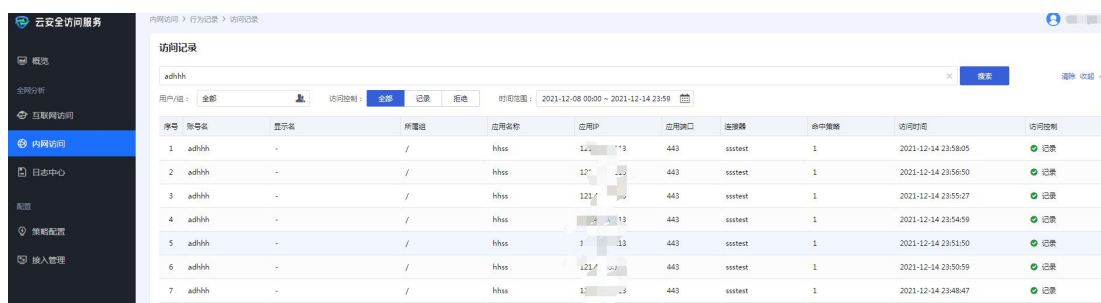 云安全访问服务
内网访问 > 行为记录 > 访问记录
概览
全网分析
互联网访问
内网访问
日志中心
配置
策略配置
接入管理
访问记录
adhhh × 搜索 清除 收起
用户/组： 全部 访问控制： 全部 记录 拒绝 时间范围： 2021-12-08 00:00 ~ 2021-12-14 23:59
序号 账号名 显示名 所属组 应用名称 应用IP 应用端口 连接器 命中策略 访问时间 访问控制
1 adhhh - / hhss 443 ssstest 1 2021-12-14 23:58:05 记录
2 adhhh - / hhss 443 ssstest 1 2021-12-14 23:56:50 记录
3 adhhh - / hhss 443 ssstest 1 2021-12-14 23:55:27 记录
4 adhhh - / hhss 443 ssstest 1 2021-12-14 23:54:59 记录
5 adhhh - / hhss 443 ssstest 1 2021-12-14 23:51:50 记录
6 adhhh - / hhss 443 ssstest 1 2021-12-14 23:50:59 记录
7 adhhh - / hhss 443 ssstest 1 2021-12-14 23:48:47 记录